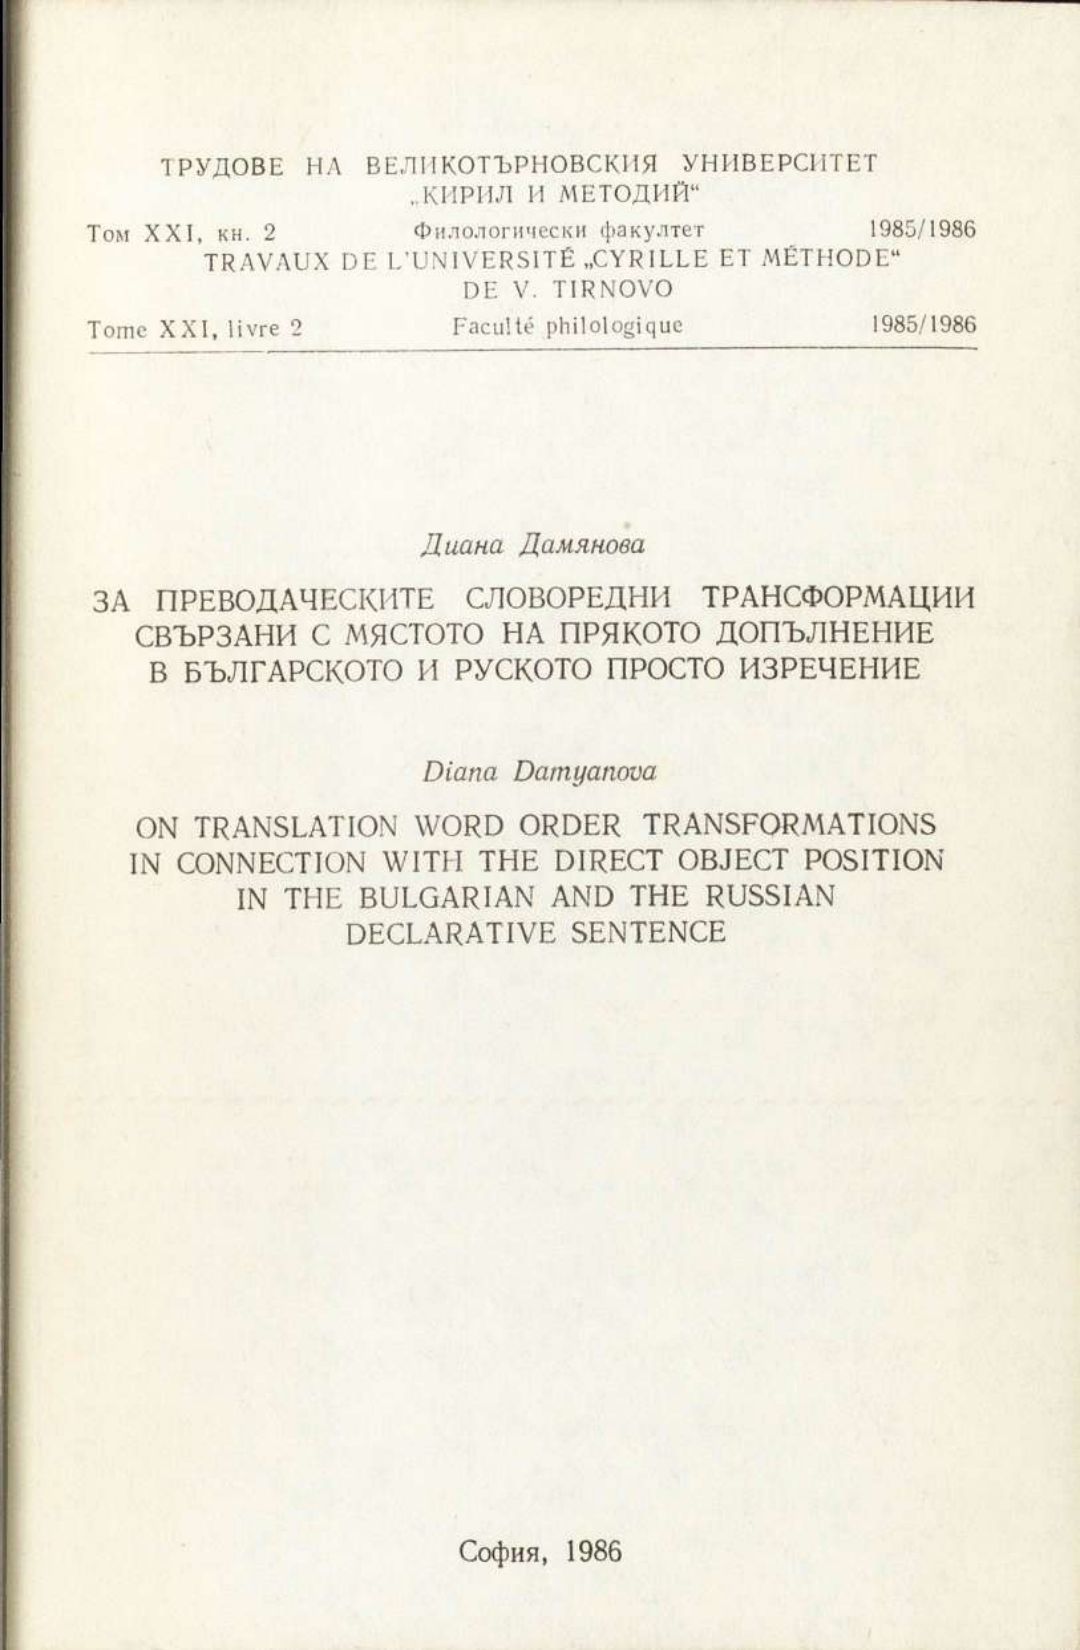 ТРУДОВЕ НА ВЕЛИКОТЪРНОВСКИЯ УНИВЕРСИТЕТ
„КИРИЛ И МЕТОДИЙ“
Том XXI, кн. 2 Филологически факултет 1985/1986
TRAVAUX DE L'UNIVERSITÉ „CYRILLE ET MÉTHODE“
DE V. TIRNOVO
Tome XXI, livre 2 Faculté philologique 1985/1986
Диана Дамянова
ЗА ПРЕВОДАЧЕСКИТЕ СЛОВОРЕДНИ ТРАНСФОРМАЦИИ
СВЪРЗАНИ С МЯСТОТО НА ПРЯКОТО ДОПЪЛНЕНИЕ
В БЪЛГАРСКОТО И РУСКОТО ПРОСТО ИЗРЕЧЕНИЕ
Diana Damyanova
ON TRANSLATION WORD ORDER TRANSFORMATIONS
IN CONNECTION WITH THE DIRECT OBJECT POSITION
IN THE BULGARIAN AND THE RUSSIAN
DECLARATIVE SENTENCE
София, 1986